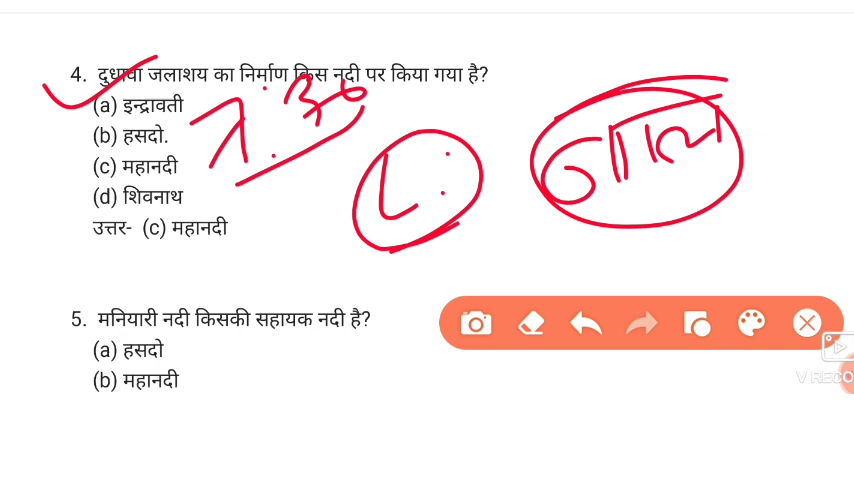 4. दुधावा जलाशय का निर्माण किस नदी पर किया गया है?
(a) इन्द्रावती
(b) हसदो.
(c) महानदी
(d) शिवनाथ
उत्तर- (c) महानदी
5. मनियारी नदी किसकी सहायक नदी है?
(a) हसदो
(b) महानदी
V RECO